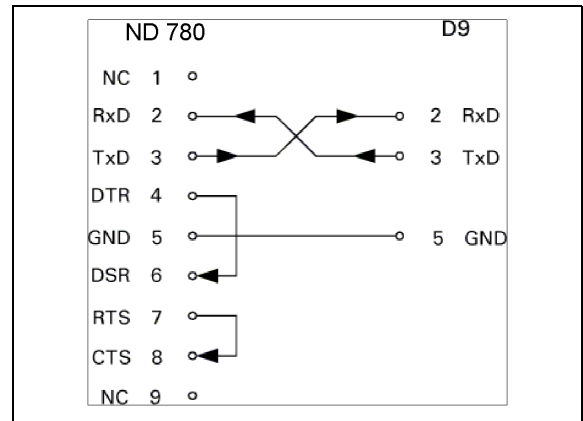 ND 780 D9
NC 1
RxD 2 2 RxD
TxD 3 3 TxD
DTR 4
GND 5 5 GND
DSR 6
RTS 7
CTS 8
NC 9